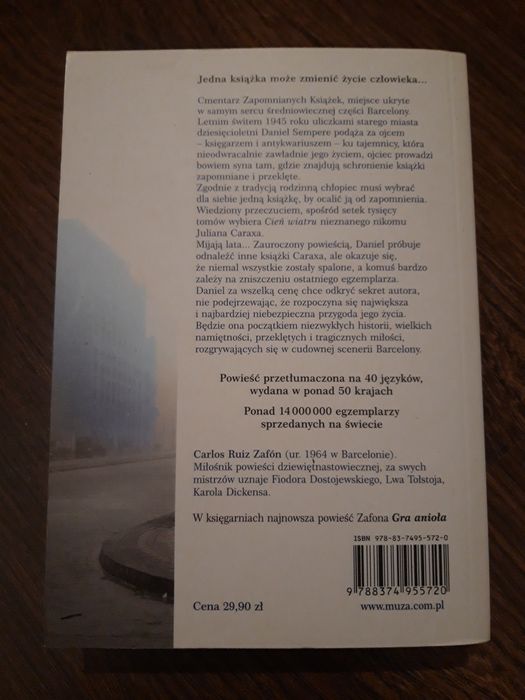 Jedna książka może zmienić życie człowieka...
Cmentarz Zapomnianych Książek, miejsce ukryte
w samym sercu średniowiecznej części Barcelony.
Letnim świtem 1945 roku uliczkami starego miasta
dziesięcioletni Daniel Sempere podąża za ojcem
– księgarzem i antykwariuszem – ku tajemnicy, która
nieodwracalnie zawładnie jego życiem, ojciec prowadzi
bowiem syna tam, gdzie znajdują schronienie książki
zapomniane i przeklęte.
Zgodnie z tradycją rodzinną chłopiec musi wybrać
dla siebie jedną książkę, by ocalić ją od zapomnienia.
Wiedziony przeczuciem, spośród setek tysięcy
tomów wybiera Cień wiatru nieznanego nikomu
Juliana Caraxa.
Mijają lata... Zauroczony powieścią, Daniel próbuje
odnaleźć inne książki Caraxa, ale okazuje się,
że niemal wszystkie zostały spalone, a komuś bardzo
zależy na zniszczeniu ostatniego egzemplarza.
Daniel za wszelką cenę chce odkryć sekret autora,
nie podejrzewając, że rozpoczyna się największa
i najbardziej niebezpieczna przygoda jego życia.
Będzie ona początkiem niezwykłych historii, wielkich
namiętności, przeklętych i tragicznych miłości,
rozgrywających się w cudownej scenerii Barcelony.
Powieść przetłumaczona na 40 języków,
wydana w ponad 50 krajach
Ponad 14 000 000 egzemplarzy
sprzedanych na świecie
Carlos Ruiz Zafón (ur. 1964 w Barcelonie).
Miłośnik powieści dziewiętnastowiecznej, za swych
mistrzów uznaje Fiodora Dostojewskiego, Lwa Tołstoja,
Karola Dickensa.
W księgarniach najnowsza powieść Zafona Gra anioła
ISBN 978-83-7495-572-0
9 788374 955720
Cena 29,90 zł
www.muza.com.pl